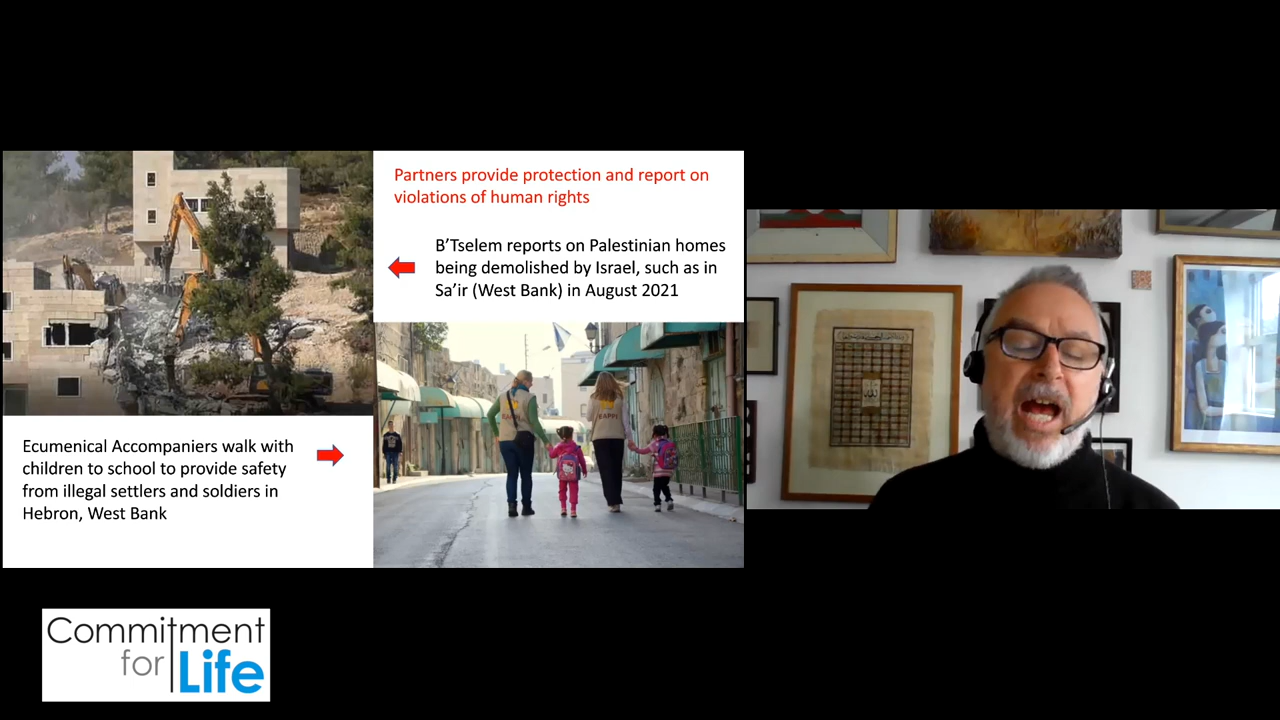 Partners provide protection and report on
violations of human rights
B’Tselem reports on Palestinian homes
being demolished by Israel, such as in
Sa’ir (West Bank) in August 2021
Ecumenical Accompaniers walk with
children to school to provide safety
from illegal settlers and soldiers in
Hebron, West Bank
EAPPI
Commitment
for Life